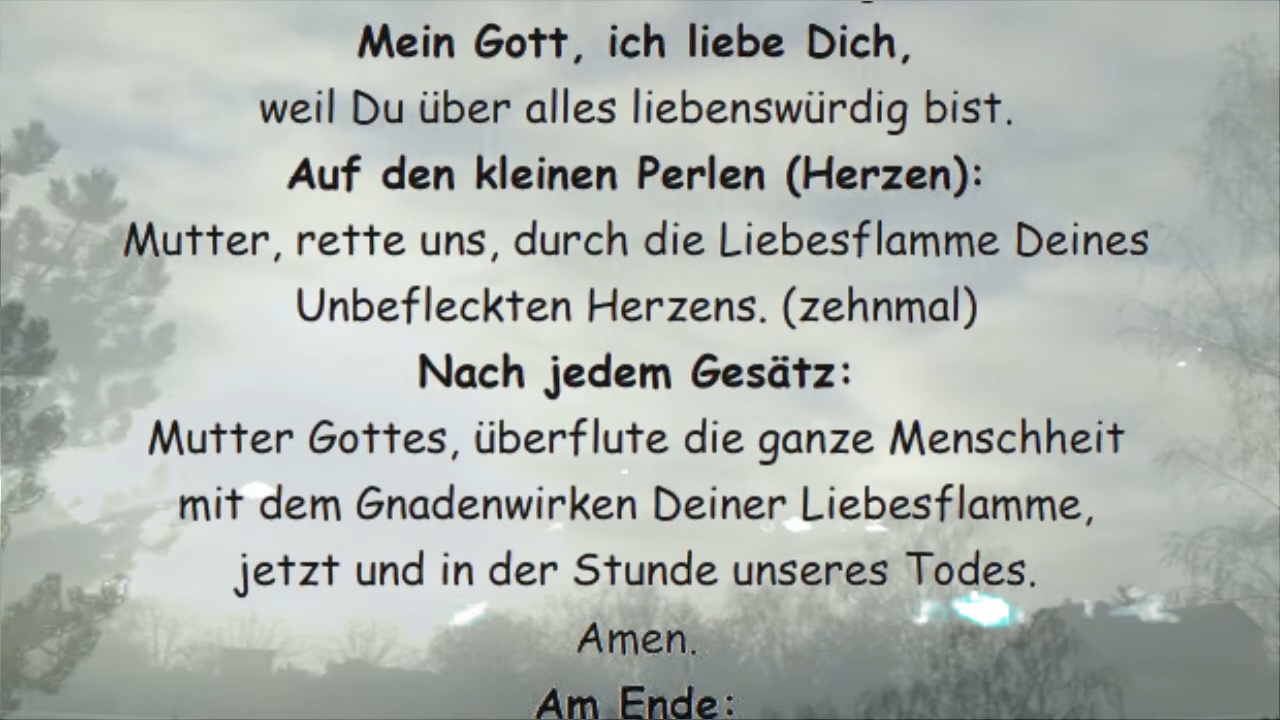 Mein Gott, ich liebe Dich,
weil Du über alles liebenswürdig bist.
Auf den kleinen Perlen (Herzen):
Mutter, rette uns, durch die Liebesflamme Deines
Unbefleckten Herzens. (zehnmal)
Nach jedem Gesätz:
Mutter Gottes, überflute die ganze Menschheit
mit dem Gnadenwirken Deiner Liebesflamme,
jetzt und in der Stunde unseres Todes.
Amen.
Am Ende: